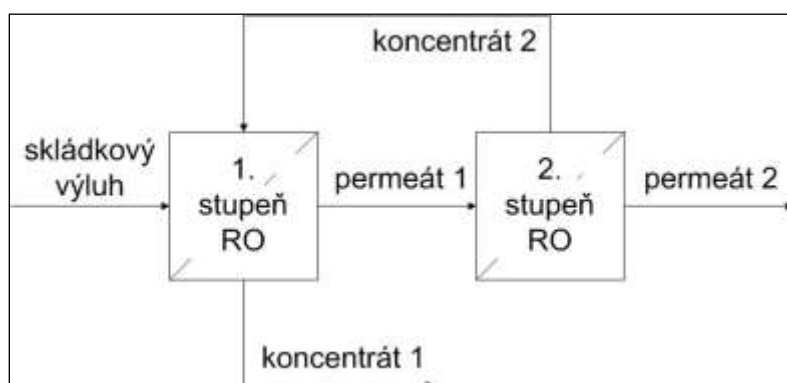 koncentrát 2
skládkový
výluh
1.
stupeň
RO
permeát 1
2.
stupeň
RO
permeát 2
koncentrát 1